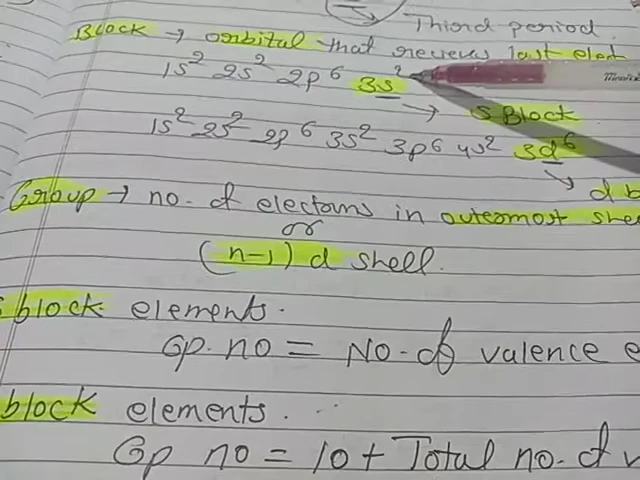 → Third period
Block → orbital that recieves last elect
1s² 2s² 2p⁶ 3s²
→ S Block
1s² 2s² 2p⁶ 3s² 3p⁶ 4s² 3d⁶
↘ d b
Group → no. of electorns in outermost she
or
(n-1) d shell.
s block elements.
Gp. no = No. of valence e
block elements.
Gp no = 10 + Total no. of v